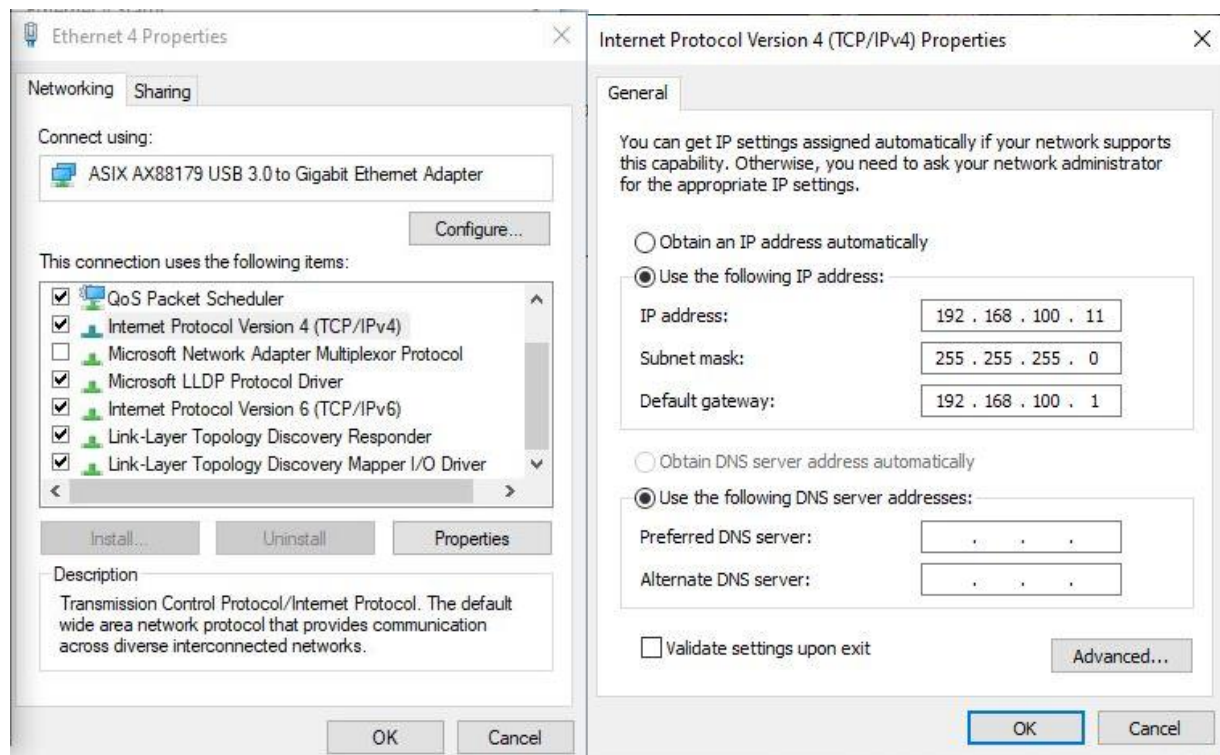 Ethernet 4 Properties
Networking
Sharing
Connect using:
ASIX AX88179 USB 3.0 to Gigabit Ethernet Adapter
Configure...
This connection uses the following items:
QoS Packet Scheduler
Internet Protocol Version 4 (TCP/IPv4)
Microsoft Network Adapter Multiplexor Protocol
Microsoft LLDP Protocol Driver
Internet Protocol Version 6 (TCP/IPv6)
Link-Layer Topology Discovery Responder
Link-Layer Topology Discovery Mapper I/O Driver
Install...
Uninstall
Properties
Description
Transmission Control Protocol/Internet Protocol. The default
wide area network protocol that provides communication
across diverse interconnected networks.
OK
Cancel
Internet Protocol Version 4 (TCP/IPv4) Properties
General
You can get IP settings assigned automatically if your network supports
this capability. Otherwise, you need to ask your network administrator
for the appropriate IP settings.
Obtain an IP address automatically
Use the following IP address:
IP address: 192 . 168 . 100 . 11
Subnet mask: 255 . 255 . 255 . 0
Default gateway: 192 . 168 . 100 . 1
Obtain DNS server address automatically
Use the following DNS server addresses:
Preferred DNS server: . . .
Alternate DNS server: . . .
Validate settings upon exit
Advanced...
OK
Cancel